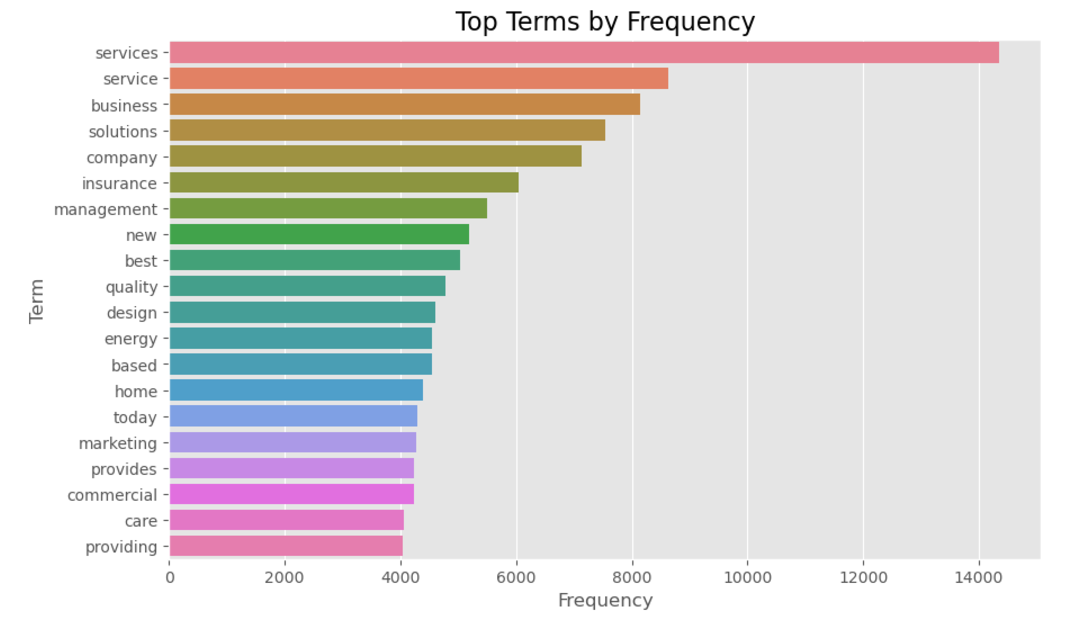 Top Terms by Frequency
services
service
business
solutions
company
insurance
management
new
best
quality
design
energy
based
home
today
marketing
provides
commercial
care
providing
Term
0 2000 4000 6000 8000 10000 12000 14000
Frequency